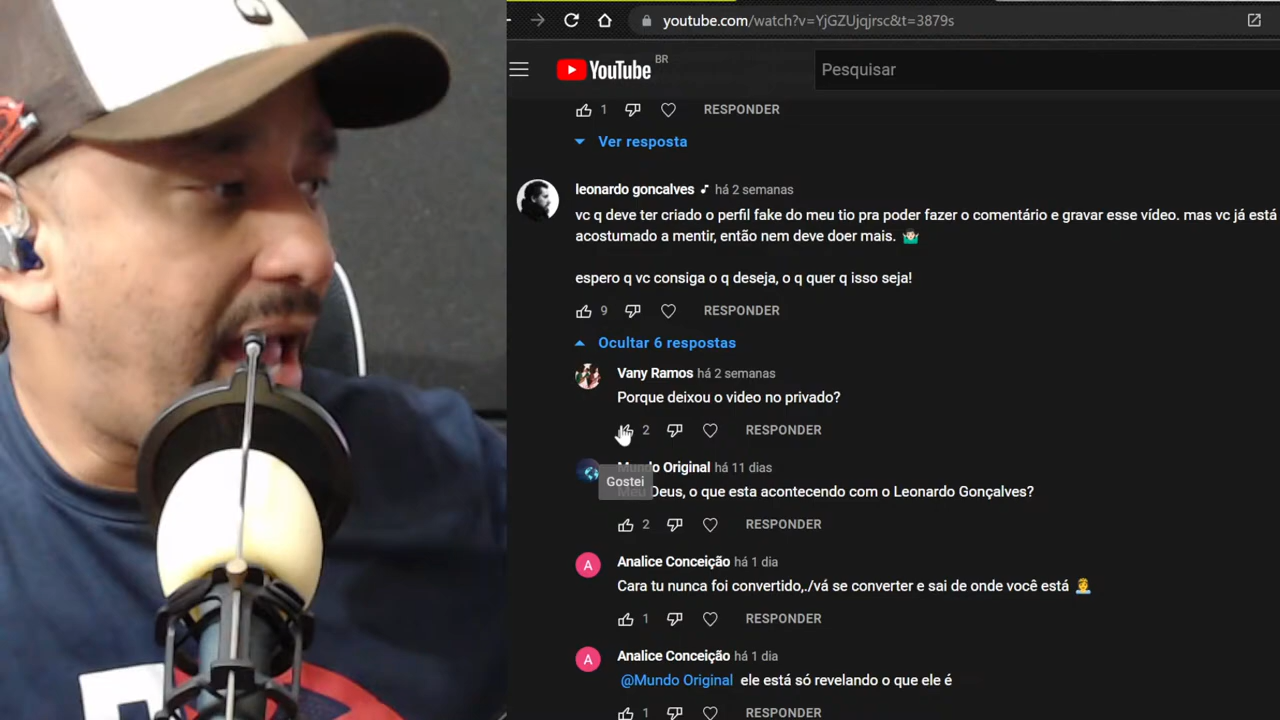 youtube.com/watch?v=YjGZUjqjrsc&t=3879s
YouTube BR
Pesquisar
1 RESPONDER
Ver resposta
leonardo goncalves ♪ há 2 semanas
vc q deve ter criado o perfil fake do meu tio pra poder fazer o comentário e gravar esse vídeo. mas vc já está
acostumado a mentir, então nem deve doer mais. 🤷🏻‍♂️
espero q vc consiga o q deseja, o q quer q isso seja!
9 RESPONDER
Ocultar 6 respostas
Vany Ramos há 2 semanas
Porque deixou o video no privado?
2 RESPONDER
Mundo Original há 11 dias
Gostei
Meu Deus, o que esta acontecendo com o Leonardo Gonçalves?
2 RESPONDER
A
Analice Conceição há 1 dia
Cara tu nunca foi convertido,./vá se converter e sai de onde você está 🤦‍♀️
1 RESPONDER
A
Analice Conceição há 1 dia
@Mundo Original ele está só revelando o que ele é
1 RESPONDER